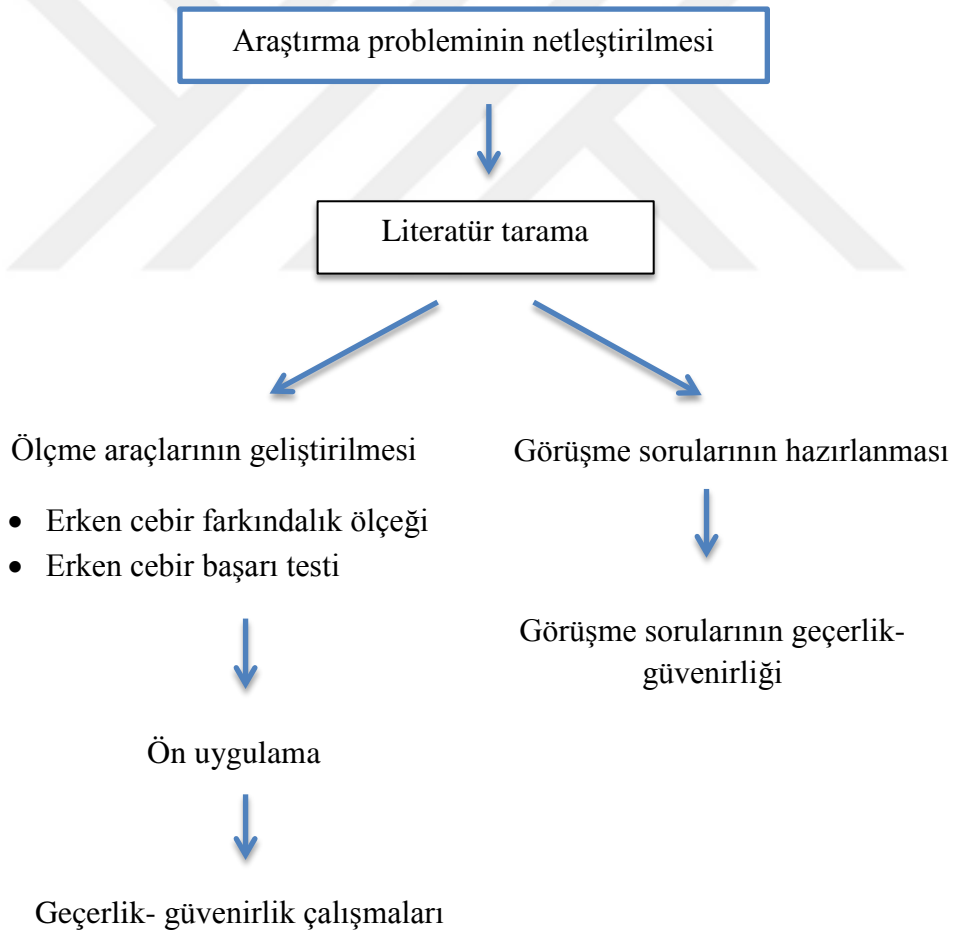 Araştırma probleminin netleştirilmesi
Literatür tarama
Ölçme araçlarının geliştirilmesi
• Erken cebir farkındalık ölçeği
• Erken cebir başarı testi
Ön uygulama
Geçerlik- güvenirlik çalışmaları
Görüşme sorularının hazırlanması
Görüşme sorularının geçerlik-
güvenirliği